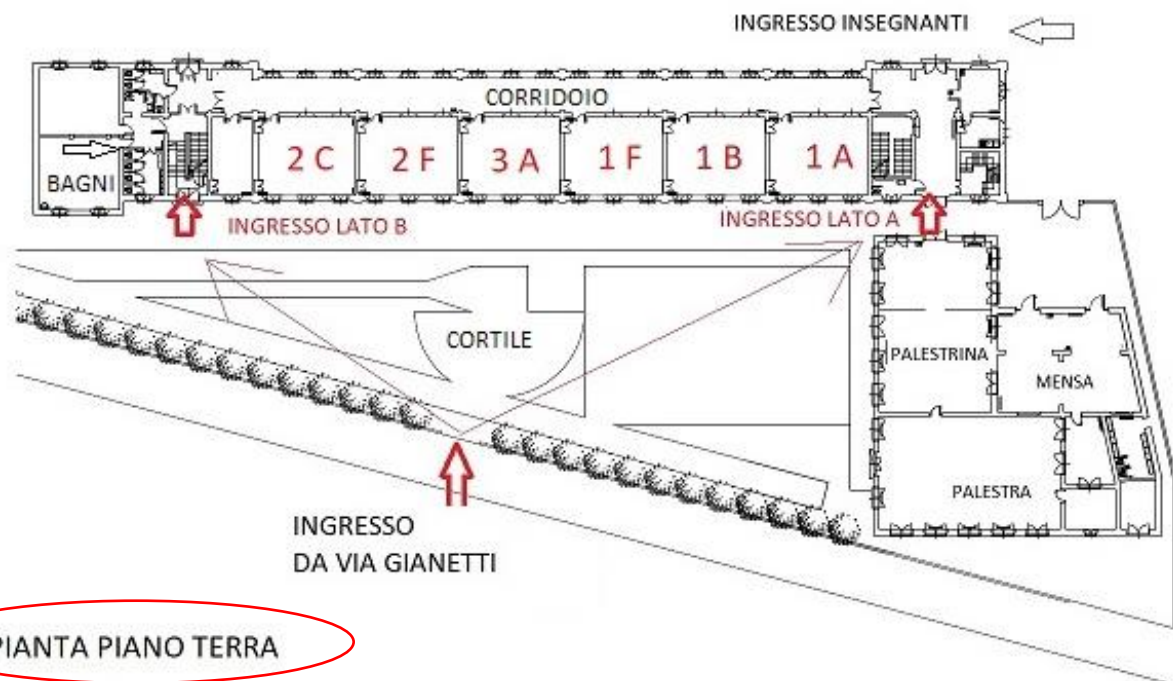 INGRESSO INSEGNANTI
CORRIDOIO
2 C
2 F
3 A
1 F
1 B
1 A
BAGNI
INGRESSO LATO B
INGRESSO LATO A
CORTILE
PALESTRINA
MENSA
PALESTRA
INGRESSO
DA VIA GIANETTI
PIANTA PIANO TERRA